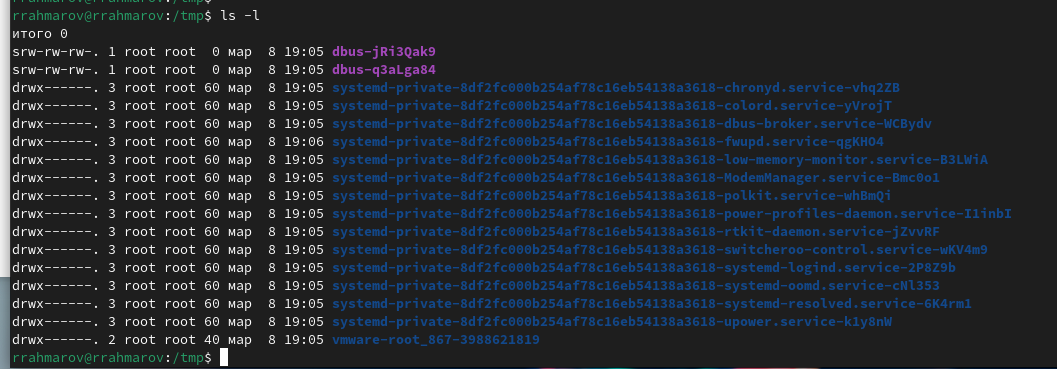 rrahmarov@rrahmarov:/tmp$ ls -l
итого 0
srw-rw-rw-. 1 root root  0 мар  8 19:05 dbus-jRi3Qak9
srw-rw-rw-. 1 root root  0 мар  8 19:05 dbus-q3aLga84
drwx------. 3 root root 60 мар  8 19:05 systemd-private-8df2fc000b254af78c16eb54138a3618-chronyd.service-vhq2ZB
drwx------. 3 root root 60 мар  8 19:05 systemd-private-8df2fc000b254af78c16eb54138a3618-colord.service-yVrojT
drwx------. 3 root root 60 мар  8 19:05 systemd-private-8df2fc000b254af78c16eb54138a3618-dbus-broker.service-WCBydv
drwx------. 3 root root 60 мар  8 19:06 systemd-private-8df2fc000b254af78c16eb54138a3618-fwupd.service-qgKHO4
drwx------. 3 root root 60 мар  8 19:05 systemd-private-8df2fc000b254af78c16eb54138a3618-low-memory-monitor.service-B3LWiA
drwx------. 3 root root 60 мар  8 19:05 systemd-private-8df2fc000b254af78c16eb54138a3618-ModemManager.service-Bmc0o1
drwx------. 3 root root 60 мар  8 19:05 systemd-private-8df2fc000b254af78c16eb54138a3618-polkit.service-whBmQi
drwx------. 3 root root 60 мар  8 19:05 systemd-private-8df2fc000b254af78c16eb54138a3618-power-profiles-daemon.service-I1inbI
drwx------. 3 root root 60 мар  8 19:05 systemd-private-8df2fc000b254af78c16eb54138a3618-rtkit-daemon.service-jZvvRF
drwx------. 3 root root 60 мар  8 19:05 systemd-private-8df2fc000b254af78c16eb54138a3618-switcheroo-control.service-wKV4m9
drwx------. 3 root root 60 мар  8 19:05 systemd-private-8df2fc000b254af78c16eb54138a3618-systemd-logind.service-2P8Z9b
drwx------. 3 root root 60 мар  8 19:05 systemd-private-8df2fc000b254af78c16eb54138a3618-systemd-oomd.service-cNl353
drwx------. 3 root root 60 мар  8 19:05 systemd-private-8df2fc000b254af78c16eb54138a3618-systemd-resolved.service-6K4rm1
drwx------. 3 root root 60 мар  8 19:05 systemd-private-8df2fc000b254af78c16eb54138a3618-upower.service-k1y8nW
drwx------. 2 root root 40 мар  8 19:05 vmware-root_867-3988621819
rrahmarov@rrahmarov:/tmp$